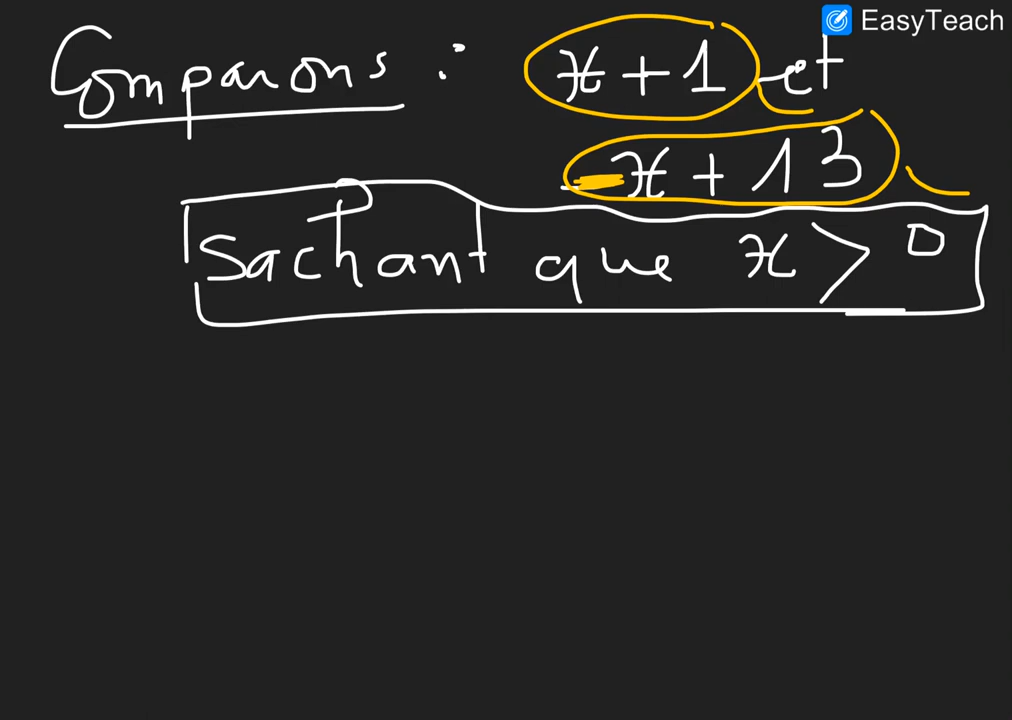 EasyTeach
Comparons : x+1 et
-x+13
Sachant que x > 0